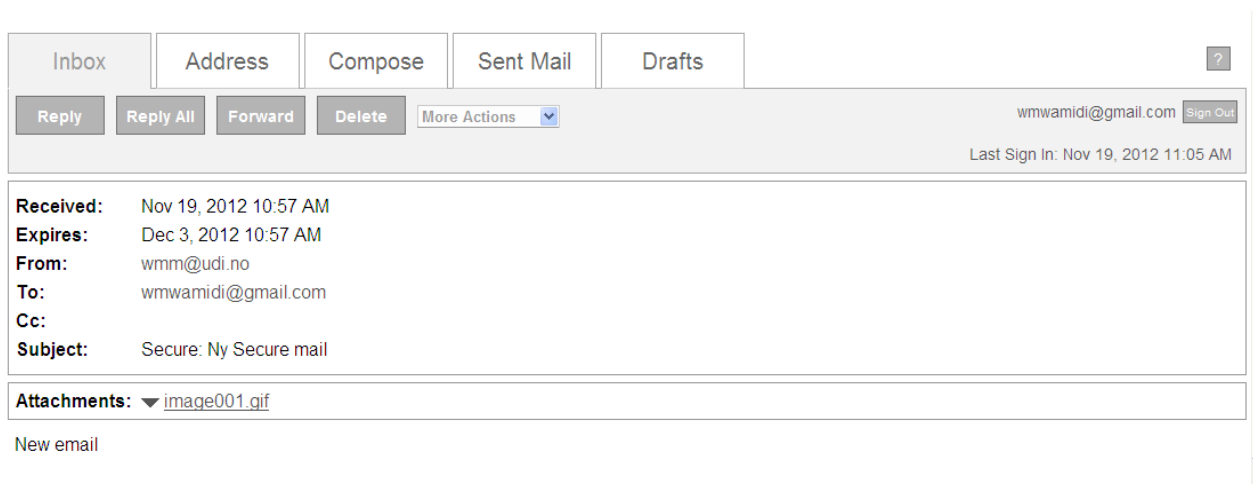 Inbox Address Compose Sent Mail Drafts ?
Reply Reply All Forward Delete More Actions wmwamidi@gmail.com Sign Out
Last Sign In: Nov 19, 2012 11:05 AM
Received: Nov 19, 2012 10:57 AM
Expires: Dec 3, 2012 10:57 AM
From: wmm@udi.no
To: wmwamidi@gmail.com
Cc:
Subject: Secure: Ny Secure mail
Attachments: image001.gif
New email